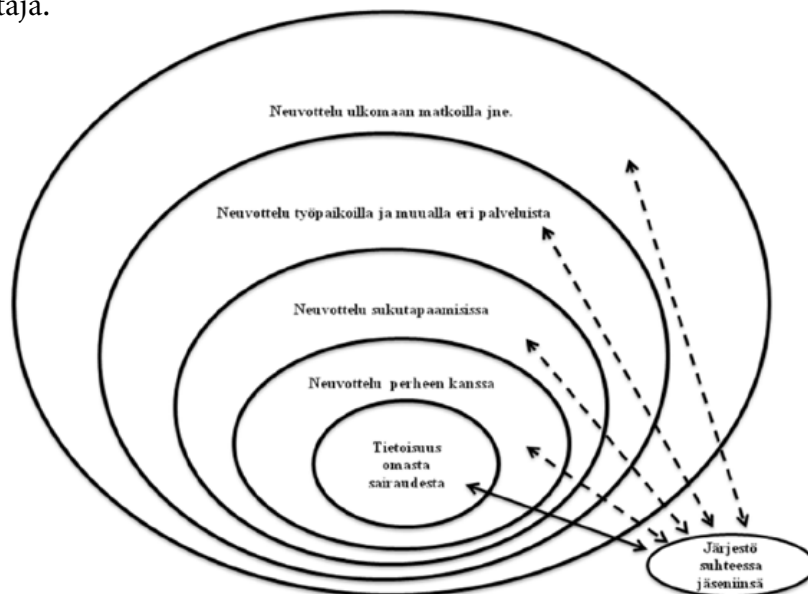 Neuvottelu ulkomaan matkoilla jne.
Neuvottelu työpaikoilla ja muualla eri palveluista
Neuvottelu sukutapaamisissa
Neuvottelu perheen kanssa
Tietoisuus
omasta
sairaudesta
Järjestö
suhteessa
jäseniinsä